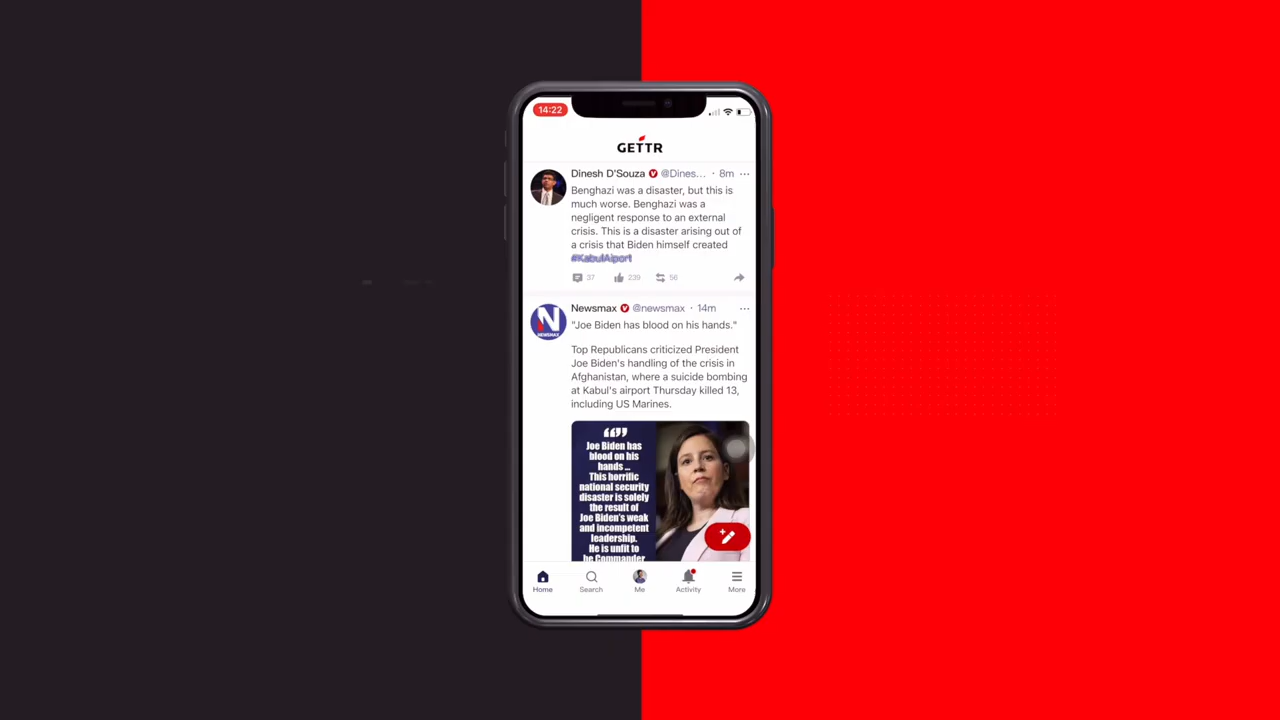 14:22
GETTR
Dinesh D'Souza @Dines... · 8m
Benghazi was a disaster, but this is
much worse. Benghazi was a
negligent response to an external
crisis. This is a disaster arising out of
a crisis that Biden himself created
#KabulAiport
37 239 56
Newsmax @newsmax · 14m
"Joe Biden has blood on his hands."
Top Republicans criticized President
Joe Biden's handling of the crisis in
Afghanistan, where a suicide bombing
at Kabul's airport Thursday killed 13,
including US Marines.
Joe Biden has
blood on his
hands ...
This horrific
national security
disaster is solely
the result of
Joe Biden's weak
and incompetent
leadership.
He is unfit to
be Commander
N
NEWSMAX
Home Search Me Activity More